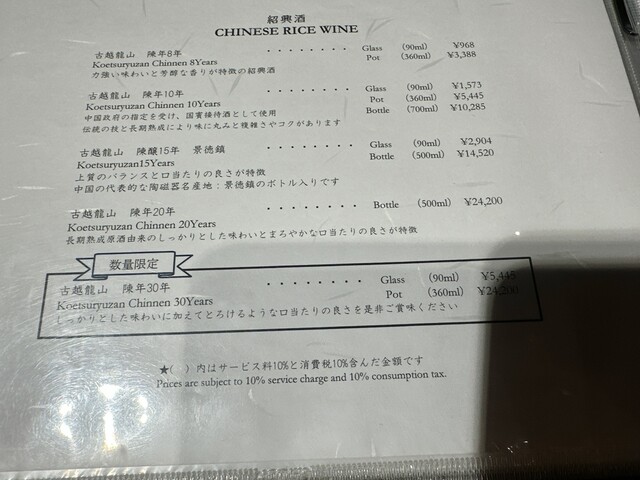 紹興酒
CHINESE RICE WINE
古越龍山 陳年8年 ・・・・・・・・ Glass (90ml) ¥968
Koetsuryuzan Chinnen 8Years Pot (360ml) ¥3,388
力強い味わいと芳醇な香りが特徴の紹興酒
古越龍山 陳年10年 ・・・・・・・・ Glass (90ml) ¥1,573
Koetsuryuzan Chinnen 10Years Pot (360ml) ¥5,445
中国政府の指定を受け、国賓接待酒として使用 Bottle (700ml) ¥10,285
伝統の技と長期熟成により味に丸みと複雑さやコクがあります
古越龍山 陳醸15年 景徳鎮 ・・・・・・・・ Glass (90ml) ¥2,904
Koetsuryuzan15Years Bottle (500ml) ¥14,520
上質のバランスと口当たりの良さが特徴
中国の代表的な陶磁器名産地：景徳鎮のボトル入りです
古越龍山 陳年20年 ・・・・・・・・ Bottle (500ml) ¥24,200
Koetsuryuzan Chinnen 20Years
長期熟成原酒由来のしっかりとした味わいとまろやかな口当たりの良さが特徴
数量限定
古越龍山 陳年30年 ・・・・・・・・ Glass (90ml) ¥5,445
Koetsuryuzan Chinnen 30Years Pot (360ml) ¥24,200
しっかりとした味わいに加えてとろけるような口当たりの良さを是非ご賞味ください
★( )内はサービス料10%と消費税10%含んだ金額です
Prices are subject to 10% service charge and 10% consumption tax.